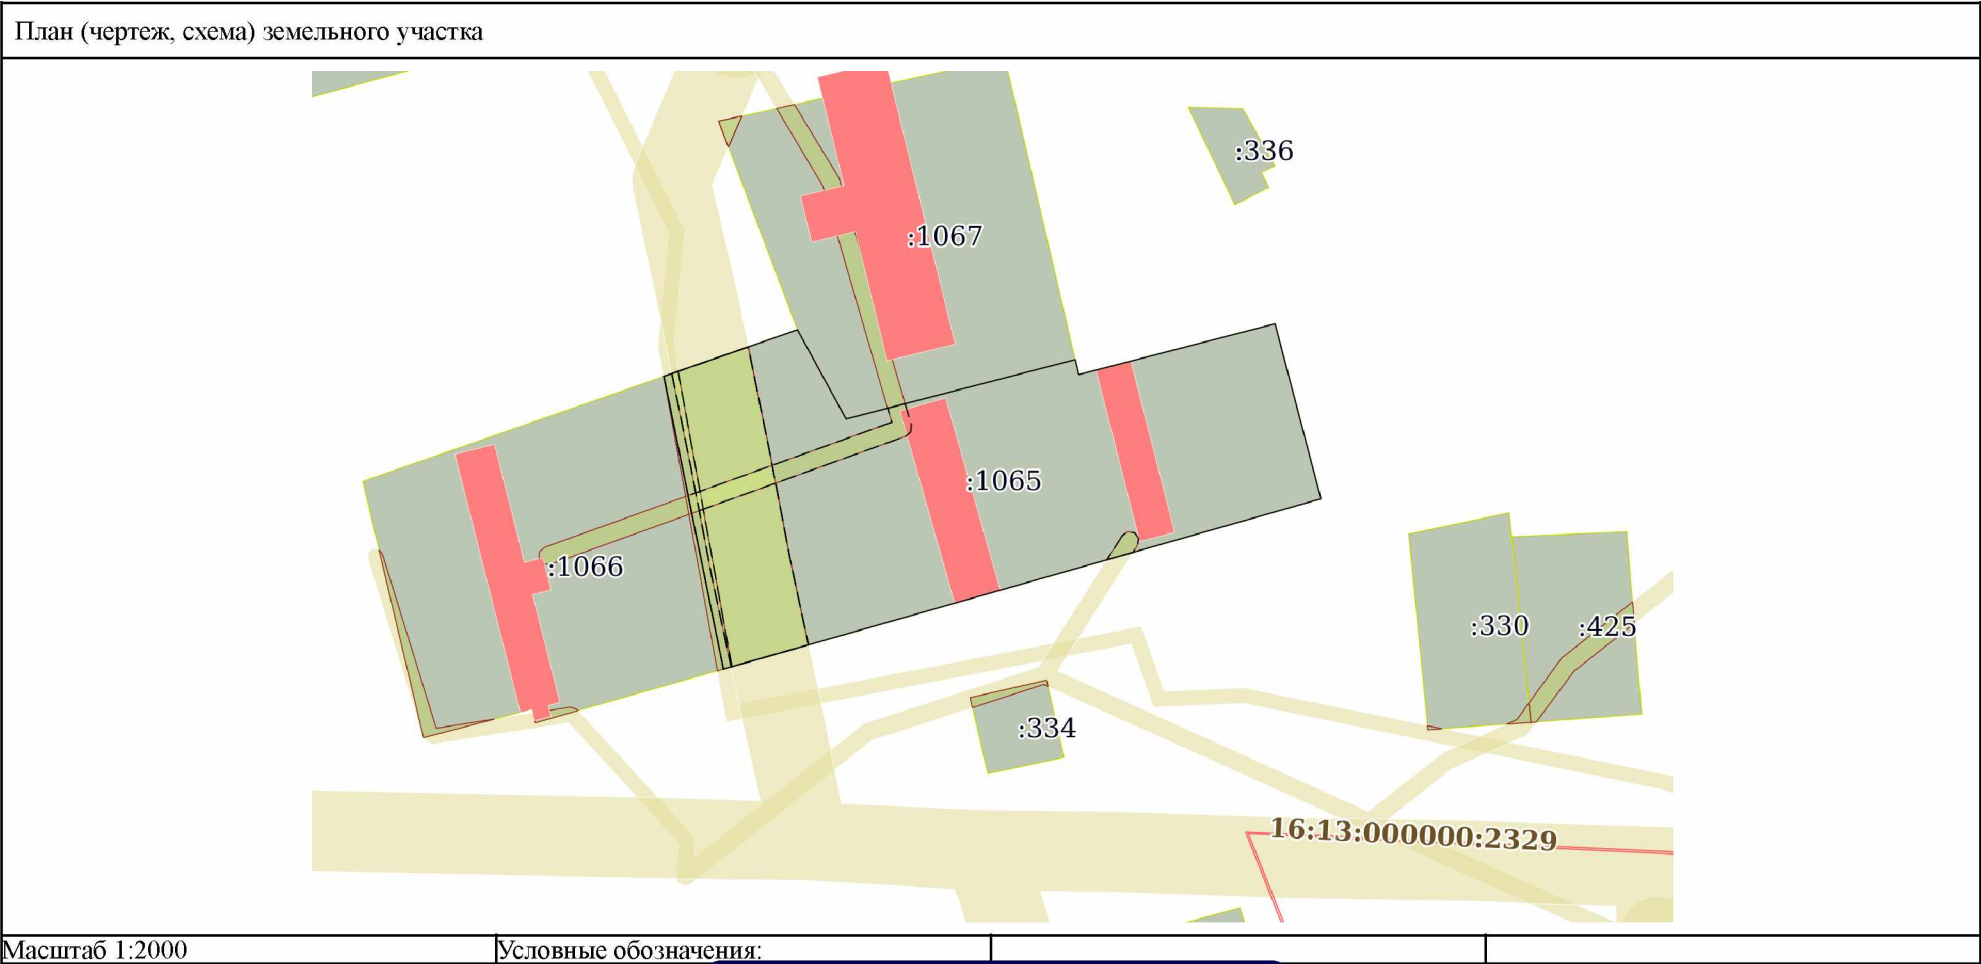 План (чертеж, схема) земельного участка
:336
:1067
:1065
:1066
:330
:425
:334
16:13:000000:2329
Масштаб 1:2000
Условные обозначения: